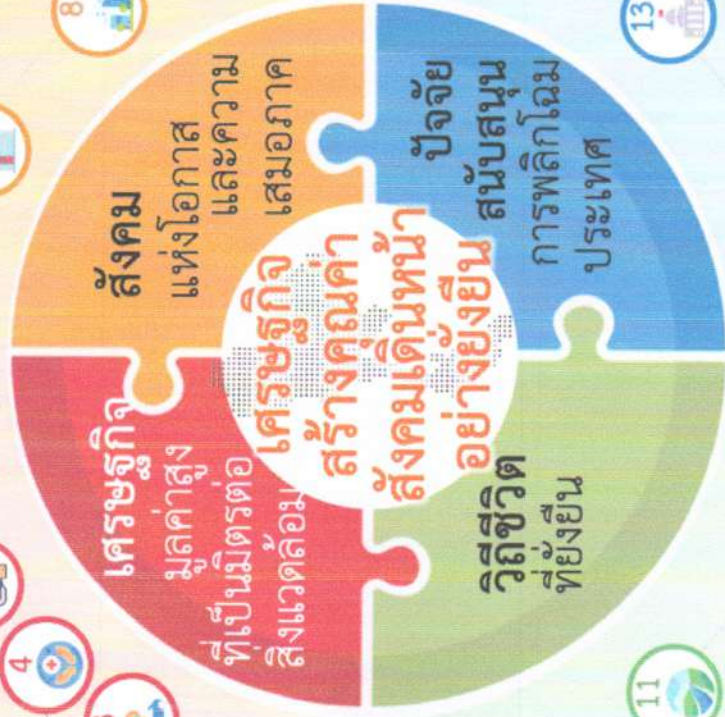 เศรษฐกิจ
มูลค่าสูง
ที่เป็นมิตรต่อ
สิ่งแวดล้อม
สังคม
แห่งโอกาส
และความ
เสมอภาค
เศรษฐกิจ
สร้างคุณค่า
สังคมเดินหน้า
อย่างยั่งยืน
วิถีชีวิต
ที่ยั่งยืน
ปัจจัย
สนับสนุน
การพลิกโฉม
ประเทศ
4
8
11
13